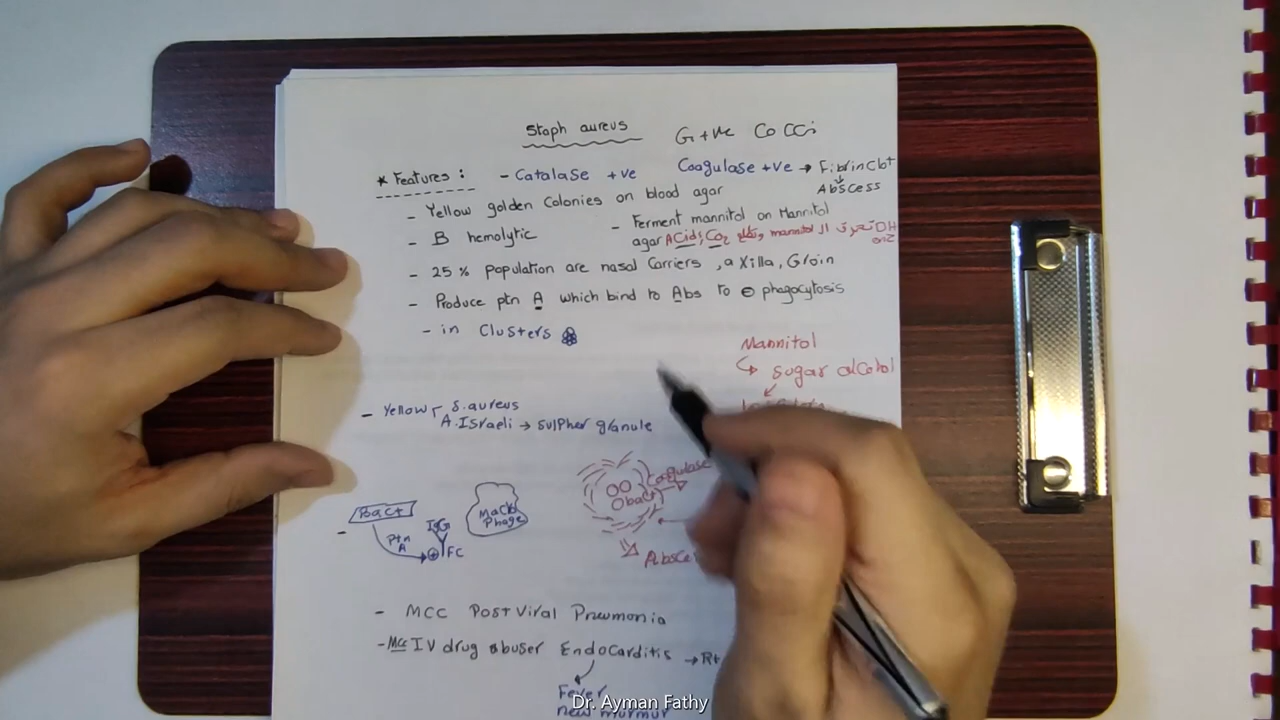 Staph aureus G+ve CoCCi
* Features : - Catalase +ve Coagulase +ve → Fibrin Clot
↓
Abscess
- Yellow golden Colonies on blood agar
- B hemolytic - Ferment mannitol on Mannitol
agar ACids, Co2 mannitol ال
- 25 % population are nasal Carriers , aXilla, Groin
- Produce ptn A which bind to Abs to ⊖ phagocytosis
- in Clusters
Mannitol
↳ sugar alcohol
- Yellow S.aureus
A.Israeli → sulpher granule
Bact Ptn A IgG FC Macrophage
bact Coagulase
Absce
- MCC Post Viral Pneumonia
- Mcc IV drug abuser Endocarditis → Rt
Fever
new murmur
Dr. Ayman Fathy